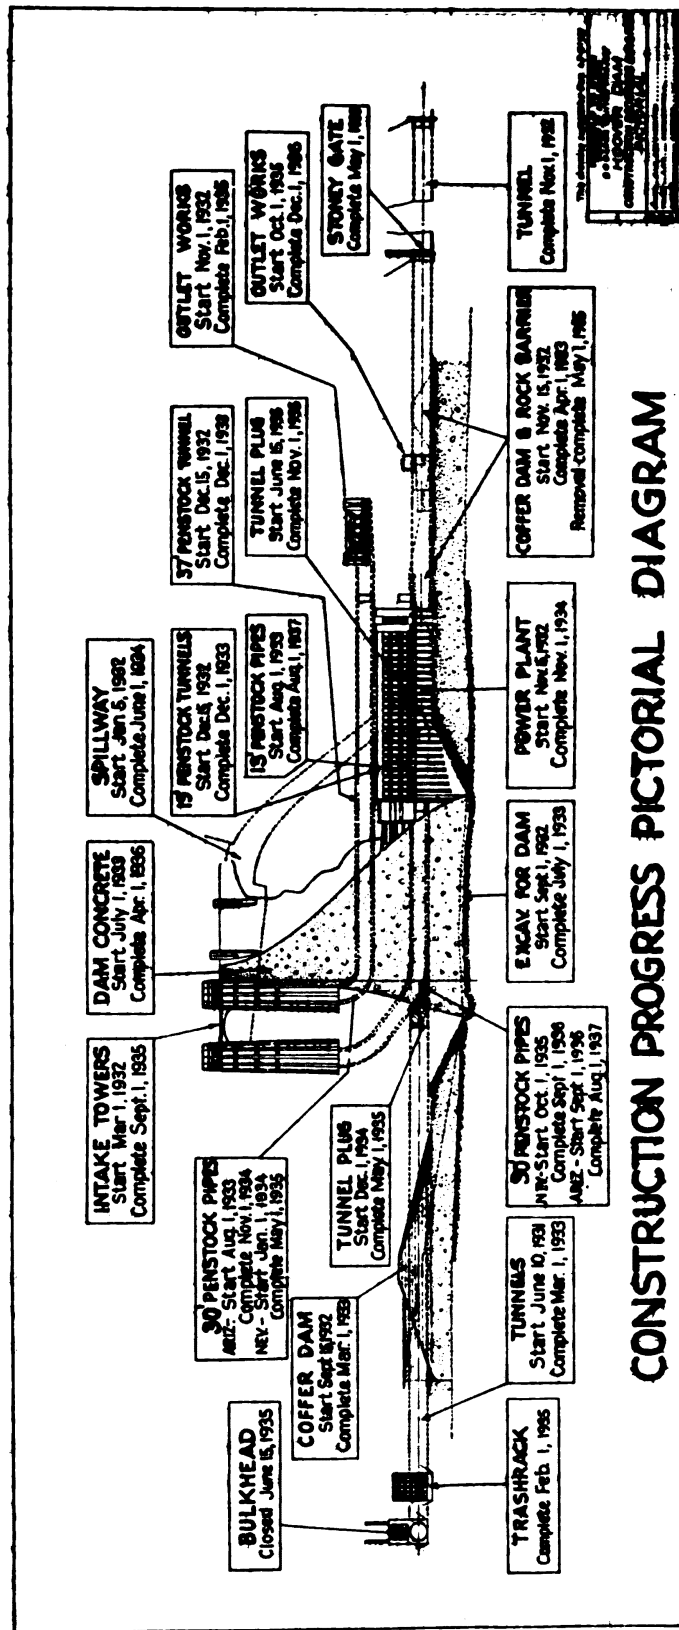 BULKHEAD
Closed June 15, 1935
COFFER DAM
Start Sept 15, 1932
Complete Mar. 1, 1933
30' PENSTOCK PIPES
ARIZ.- Start Aug. 1, 1933
Complete Nov. 1, 1934
NEV.- Start Jan. 1, 1934
Complete May 1, 1935
TUNNEL PLUG
Start Dec. 1, 1934
Complete May 1, 1935
INTAKE TOWERS
Start Mar 1, 1932
Complete Sept. 1, 1935
DAM CONCRETE
Start July 1, 1933
Complete Apr. 1, 1936
SPILLWAY
Start Jan 5, 1932
Complete June 1, 1934
19' PENSTOCK TUNNELS
Start Dec. 15, 1932
Complete Dec. 1, 1933
13' PENSTOCK PIPES
Start Aug. 1, 1933
Complete Aug. 1, 1937
37' PENSTOCK TUNNEL
Start Dec. 15, 1932
Complete Dec. 1, 1933
TUNNEL PLUG
Start June 15, 1935
Complete Nov. 1, 1935
OUTLET WORKS
Start Nov. 1, 1932
Complete Feb. 1, 1935
OUTLET WORKS
Start Oct. 1, 1935
Complete Dec. 1, 1936
STONEY GATE
Complete May 1,
TRASHRACK
Complete Feb. 1, 1935
TUNNELS
Start June 10, 1931
Complete Mar. 1, 1933
30' PENSTOCK PIPES
NEV.-Start Oct. 1, 1935
Complete Sept 1, 1936
ARIZ - Start Sept 1, 1936
Complete Aug. 1, 1937
EXCAV. FOR DAM
Start Sept. 1, 1932
Complete July 1, 1933
POWER PLANT
Start Nov. 15, 1932
Complete Nov. 1, 1934
COFFER DAM & ROCK BARRIER
Start Nov. 15, 1932
Complete Apr. 1, 1933
Removal-complete May 1, 1935
TUNNEL
Complete Nov. 1, 1932
CONSTRUCTION PROGRESS PICTORIAL DIAGRAM